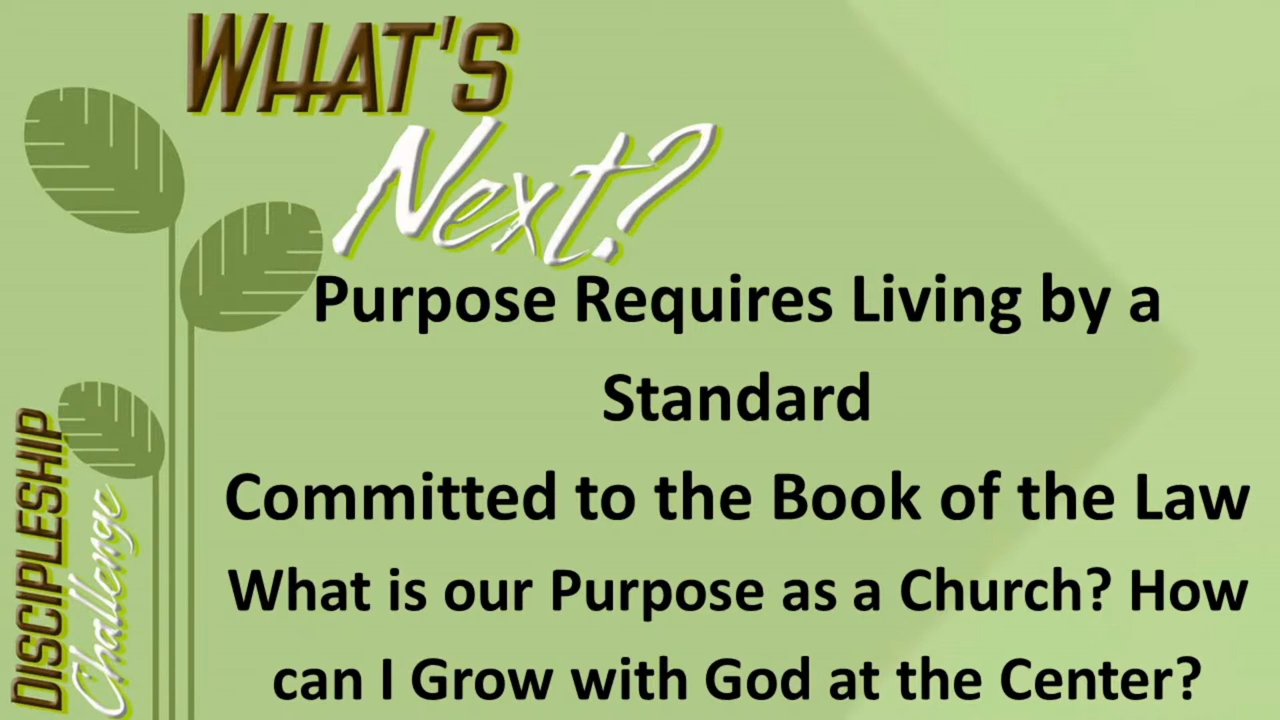 WHAT'S
Next?
Purpose Requires Living by a
Standard
Committed to the Book of the Law
What is our Purpose as a Church? How
can I Grow with God at the Center?
DISCIPLESHIP
Challenge